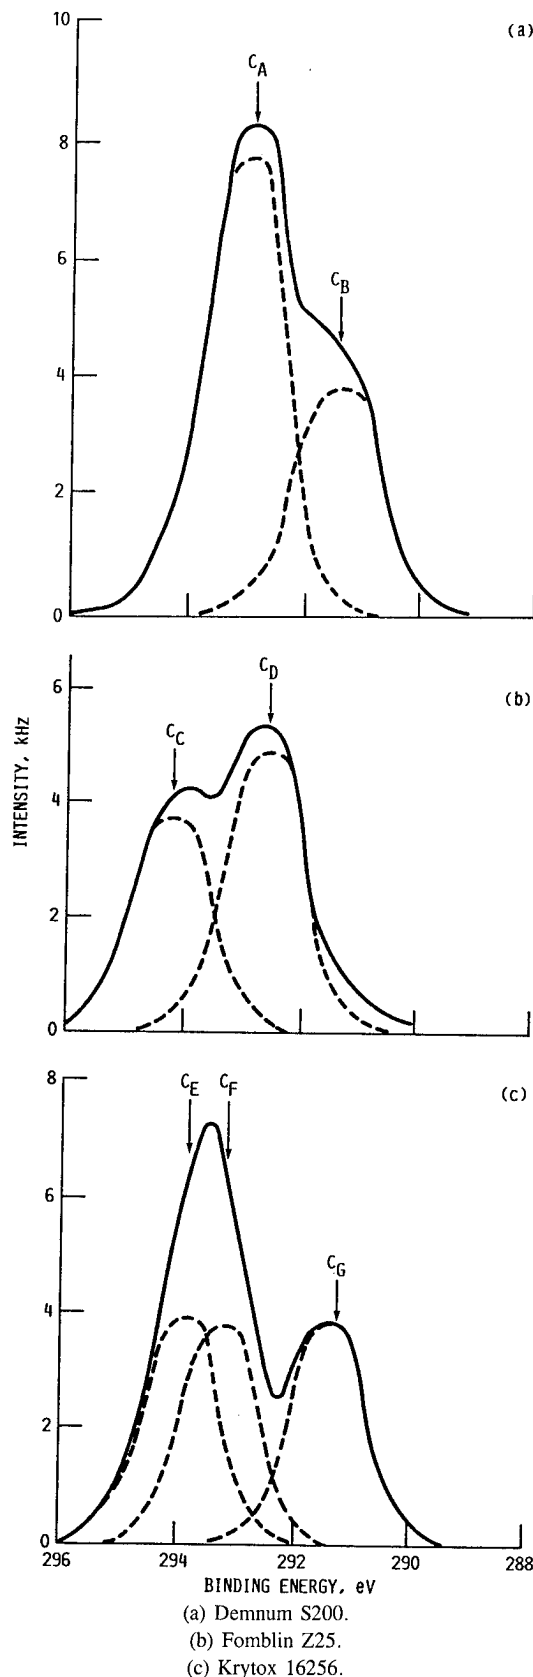 (a)
10
8
6
4
2
0
C_A
C_B
(b)
6
4
2
0
C_C
C_D
INTENSITY, kHz
(c)
8
6
4
2
0
C_E C_F
C_G
296 294 292 290 288
BINDING ENERGY, eV
(a) Demnum S200.
(b) Fomblin Z25.
(c) Krytox 16256.